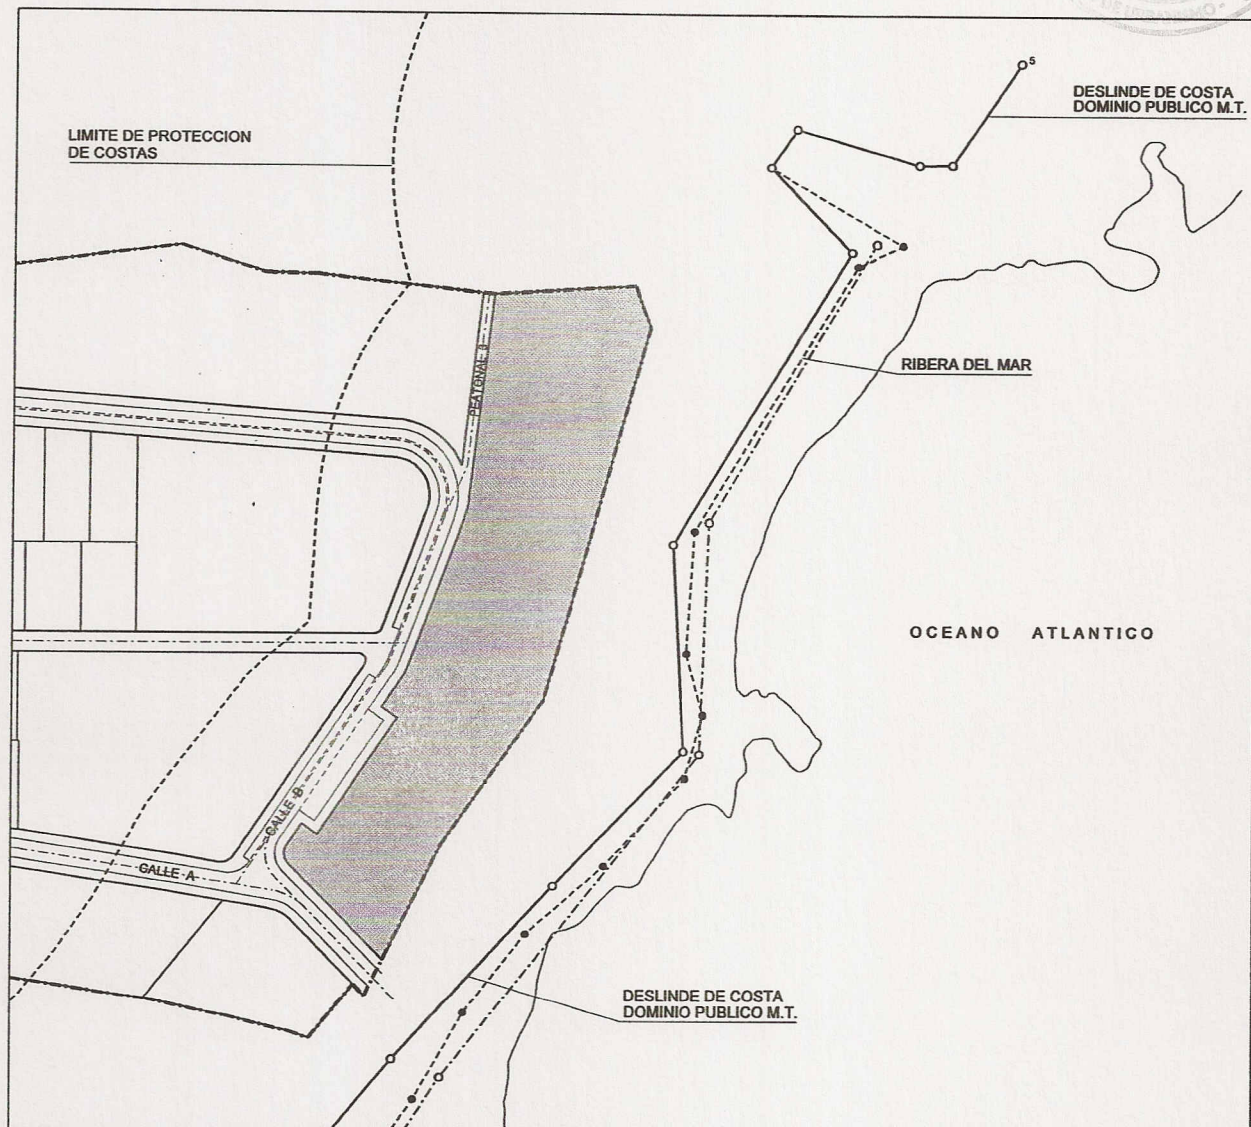 5
DESLINDE DE COSTA
DOMINIO PUBLICO M.T.
LIMITE DE PROTECCION
DE COSTAS
PEATONAL B
RIBERA DEL MAR
OCEANO ATLANTICO
CALLE B
CALLE A
DESLINDE DE COSTA
DOMINIO PUBLICO M.T.